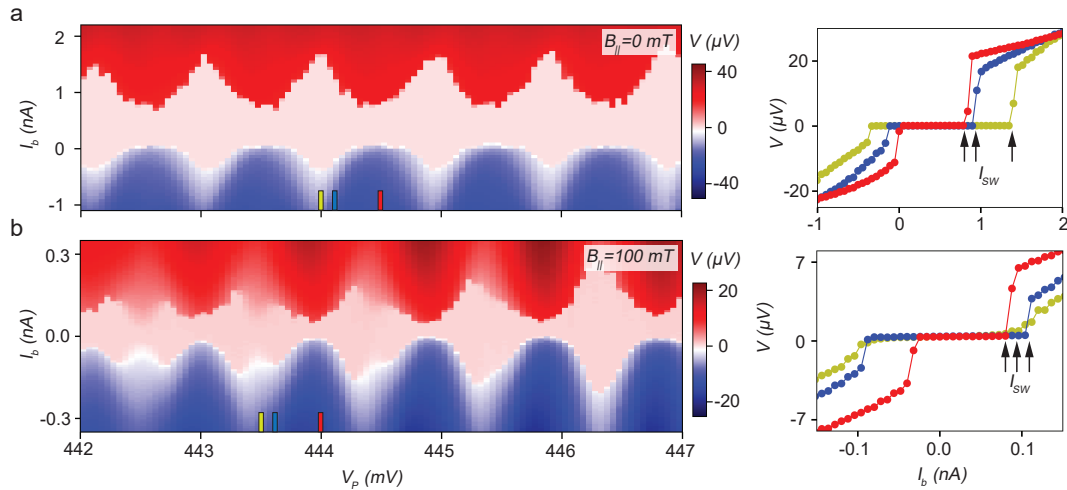 a
B||=0 mT
V (μV)
I_b (nA)
2
1
0
-1
40
0
-40
V (μV)
20
0
-20
I_SW
-1
0
1
2
b
B||=100 mT
V (μV)
I_b (nA)
0.3
0.0
-0.3
20
0
-20
442
443
444
445
446
447
V_P (mV)
V (μV)
7
0
-7
I_SW
-0.1
0.0
0.1
I_b (nA)